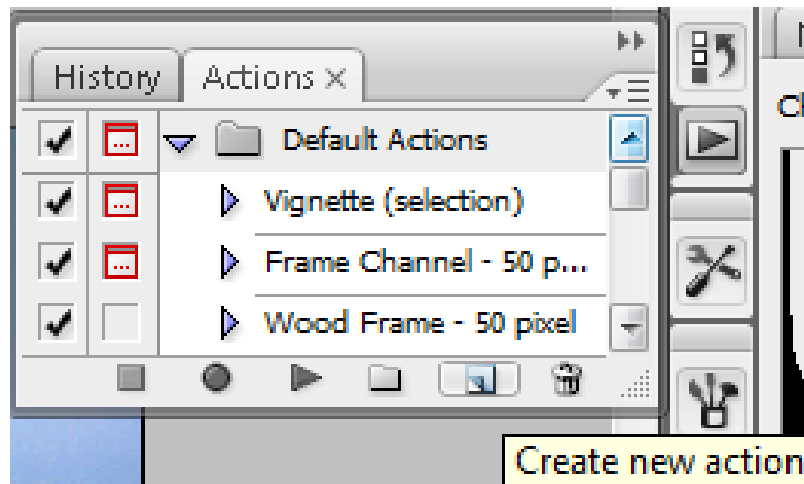 History Actions ×
Default Actions
Vignette (selection)
Frame Channel - 50 p...
Wood Frame - 50 pixel
Create new action